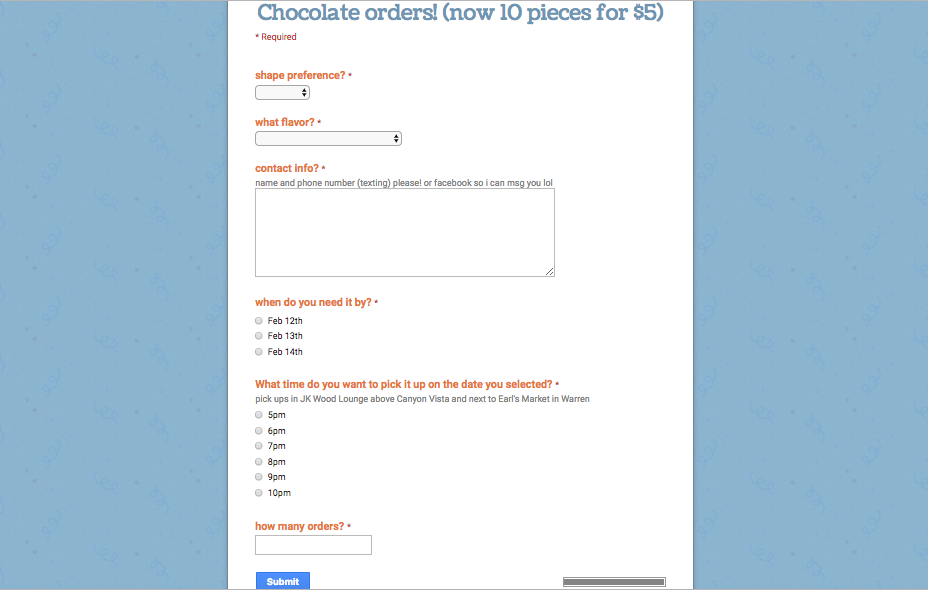 Chocolate orders! (now 10 pieces for $5)
* Required
shape preference? *
what flavor? *
contact info? *
name and phone number (texting) please! or facebook so i can msg you lol
when do you need it by? *
Feb 12th
Feb 13th
Feb 14th
What time do you want to pick it up on the date you selected? *
pick ups in JK Wood Lounge above Canyon Vista and next to Earl's Market in Warren
5pm
6pm
7pm
8pm
9pm
10pm
how many orders? *
Submit